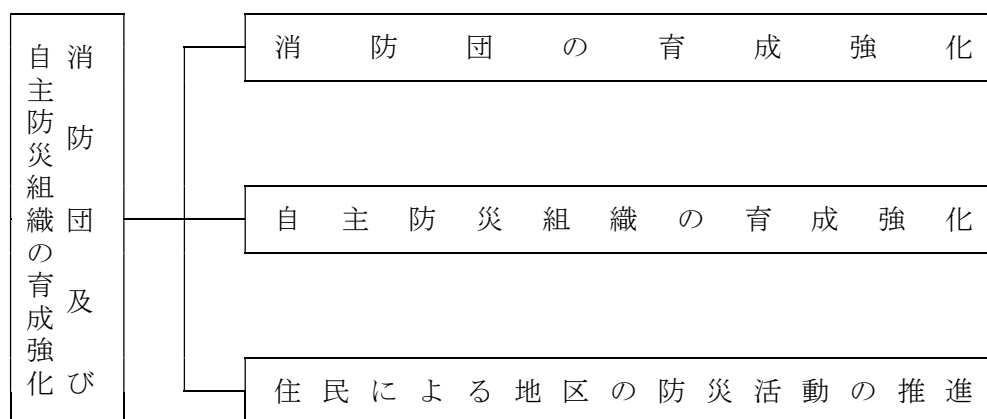 消防団及び
自主防災組織の育成強化
消防団の育成強化
自主防災組織の育成強化
住民による地区の防災活動の推進